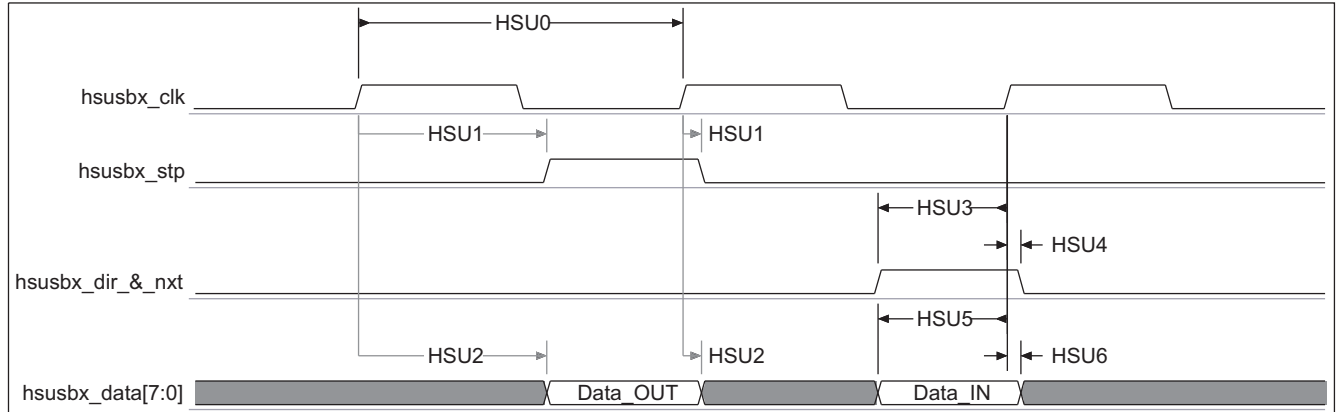 HSU0
hsusbx_clk
HSU1 HSU1
hsusbx_stp
HSU3
HSU4
hsusbx_dir_&_nxt
HSU5
HSU2 HSU2 HSU6
hsusbx_data[7:0] Data_OUT Data_IN